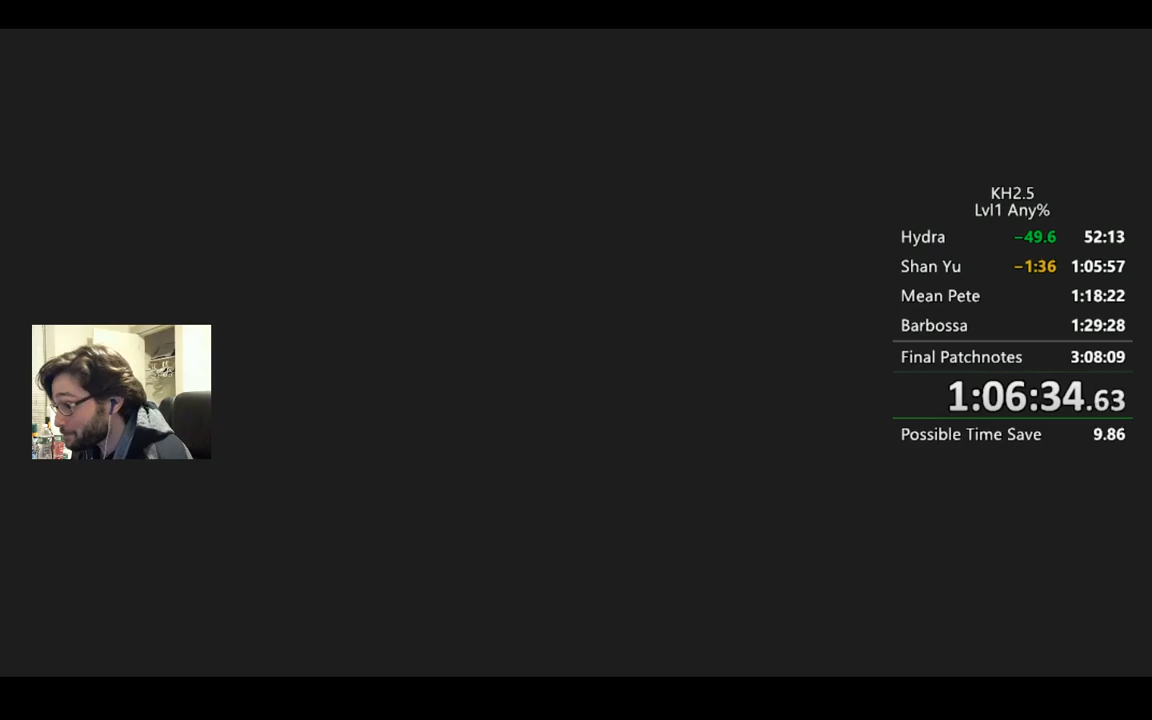 KH2.5
Lvl1 Any%
Hydra −49.6 52:13
Shan Yu −1:36 1:05:57
Mean Pete 1:18:22
Barbossa 1:29:28
Final Patchnotes 3:08:09
1:06:34.63
Possible Time Save 9.86